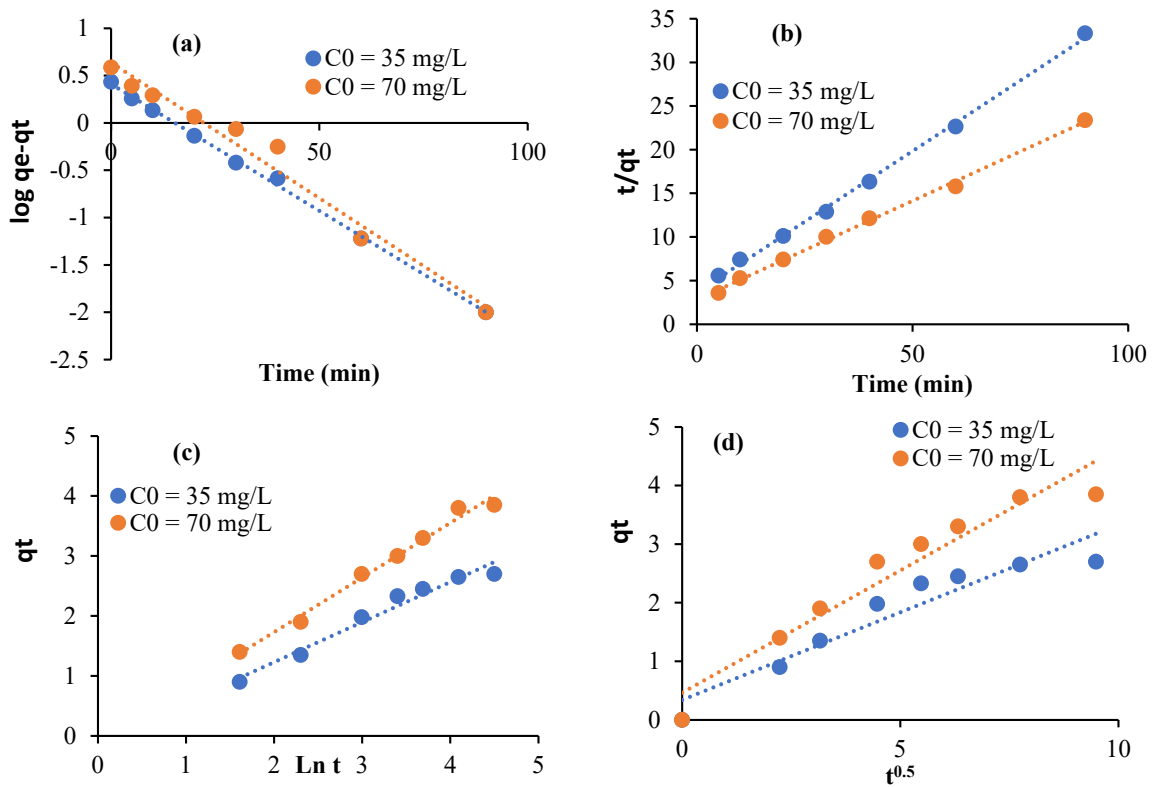 (a)
C0 = 35 mg/L
C0 = 70 mg/L
1
0.5
0
-0.5
-1
-1.5
-2
-2.5
0
50
100
log qe-qt
Time (min)
(b)
C0 = 35 mg/L
C0 = 70 mg/L
35
30
25
20
15
10
5
0
0
50
100
t/qt
Time (min)
(c)
C0 = 35 mg/L
C0 = 70 mg/L
5
4
3
2
1
0
0 1 2 3 4 5
qt
Ln t
(d)
C0 = 35 mg/L
C0 = 70 mg/L
5
4
3
2
1
0
0 5 10
qt
t^0.5